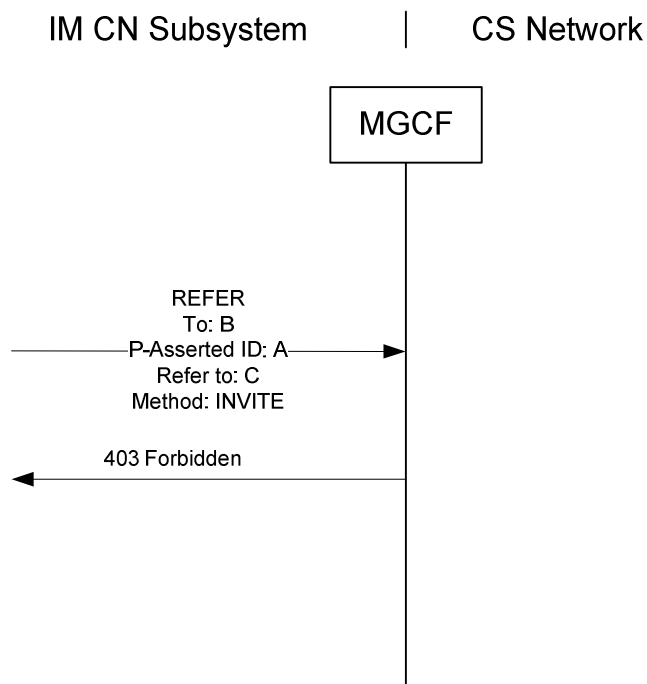 IM CN Subsystem | CS Network
MGCF
REFER
To: B
P-Asserted ID: A
Refer to: C
Method: INVITE
403 Forbidden